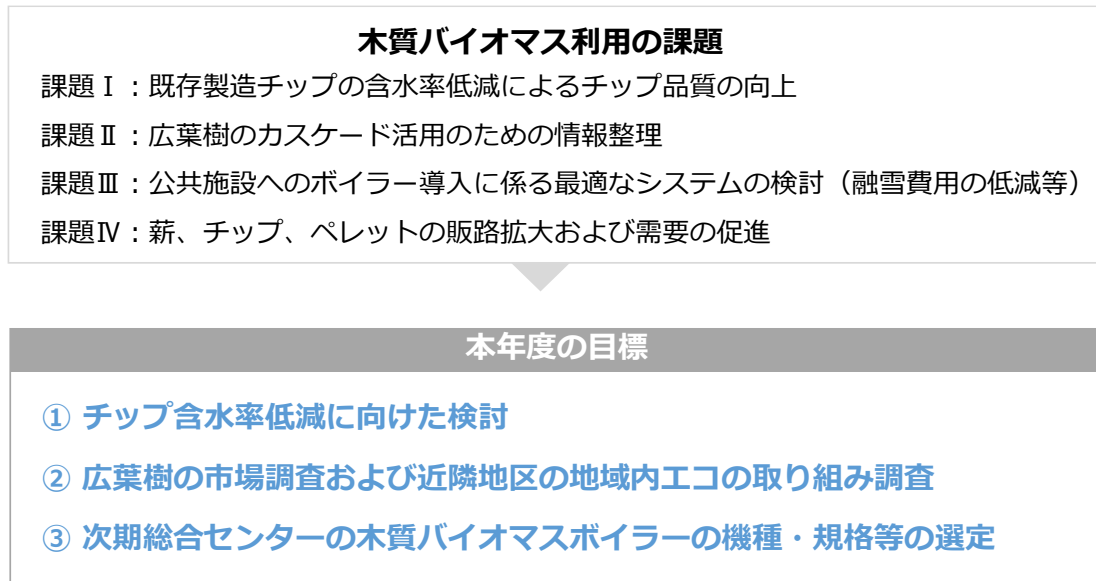 木質バイオマス利用の課題
課題Ⅰ：既存製造チップの含水率低減によるチップ品質の向上
課題Ⅱ：広葉樹のカスケード活用のための情報整理
課題Ⅲ：公共施設へのボイラー導入に係る最適なシステムの検討（融雪費用の低減等）
課題Ⅳ：薪、チップ、ペレットの販路拡大および需要の促進
本年度の目標
① チップ含水率低減に向けた検討
② 広葉樹の市場調査および近隣地区の地域内エコの取り組み調査
③ 次期総合センターの木質バイオマスボイラーの機種・規格等の選定